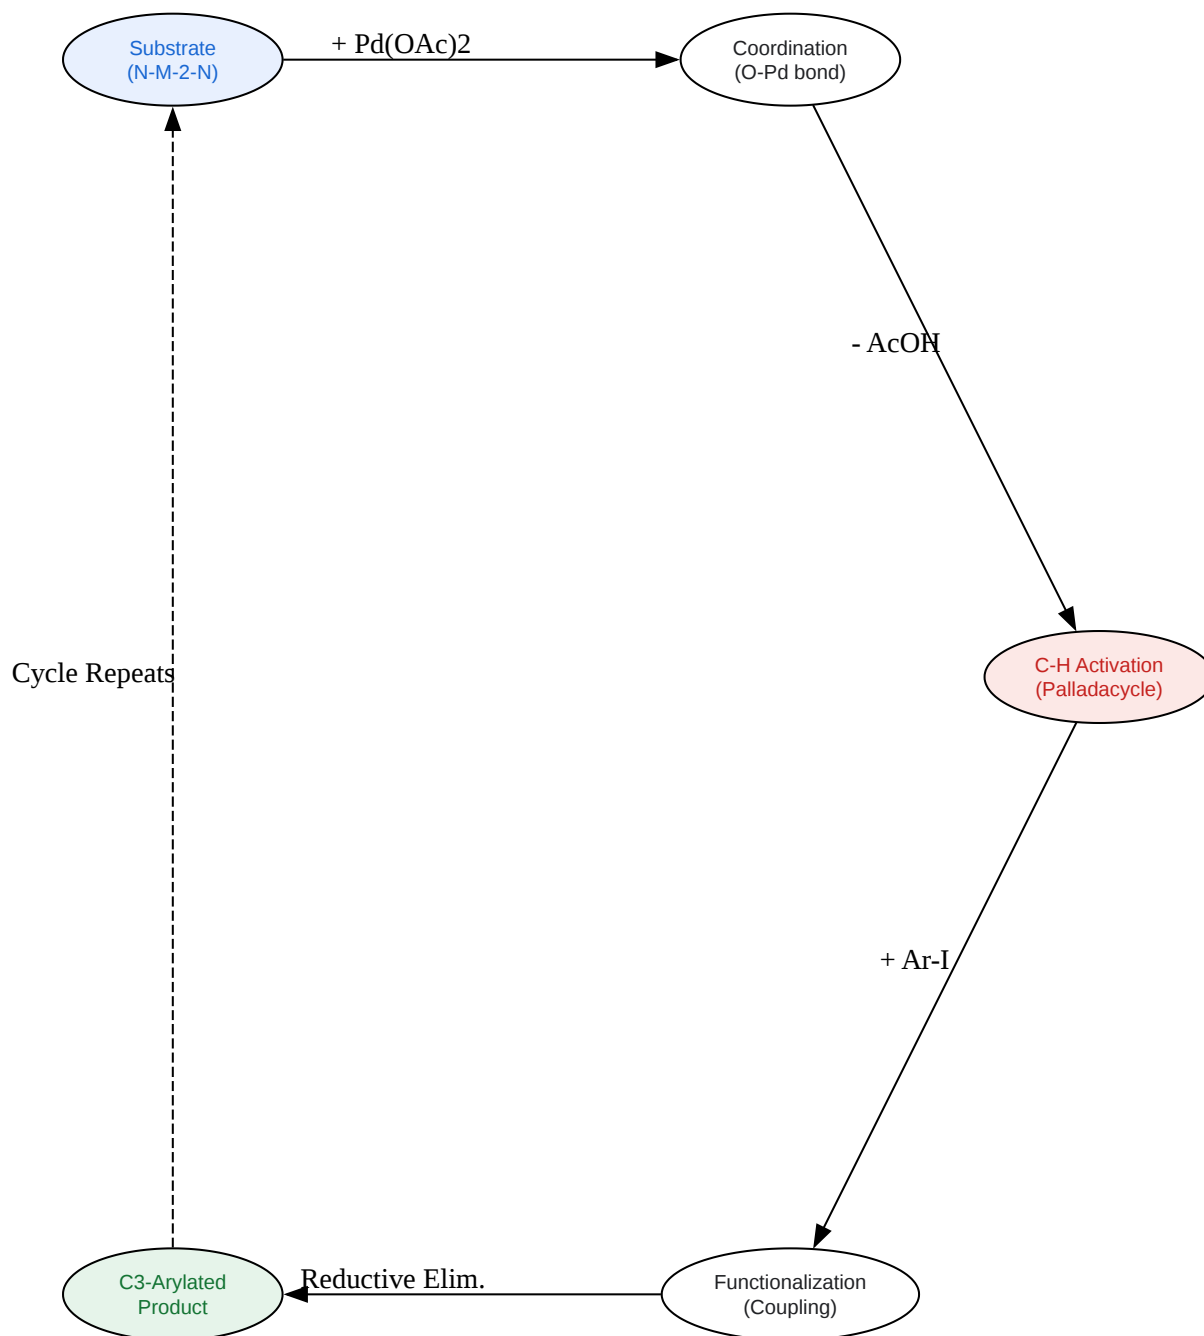 Substrate
(N-M-2-N)
+ Pd(OAc)2
Coordination
(O-Pd bond)
- AcOH
C-H Activation
(Palladacycle)
Cycle Repeats
+ Ar-I
Functionalization
(Coupling)
Reductive Elim.
C3-Arylated
Product